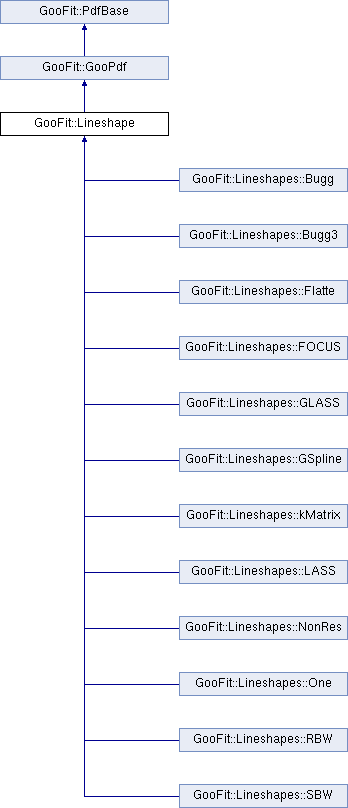 GooFit::PdfBase
GooFit::GooPdf
GooFit::Lineshape
GooFit::Lineshapes::Bugg
GooFit::Lineshapes::Bugg3
GooFit::Lineshapes::Flatte
GooFit::Lineshapes::FOCUS
GooFit::Lineshapes::GLASS
GooFit::Lineshapes::GSpline
GooFit::Lineshapes::kMatrix
GooFit::Lineshapes::LASS
GooFit::Lineshapes::NonRes
GooFit::Lineshapes::One
GooFit::Lineshapes::RBW
GooFit::Lineshapes::SBW